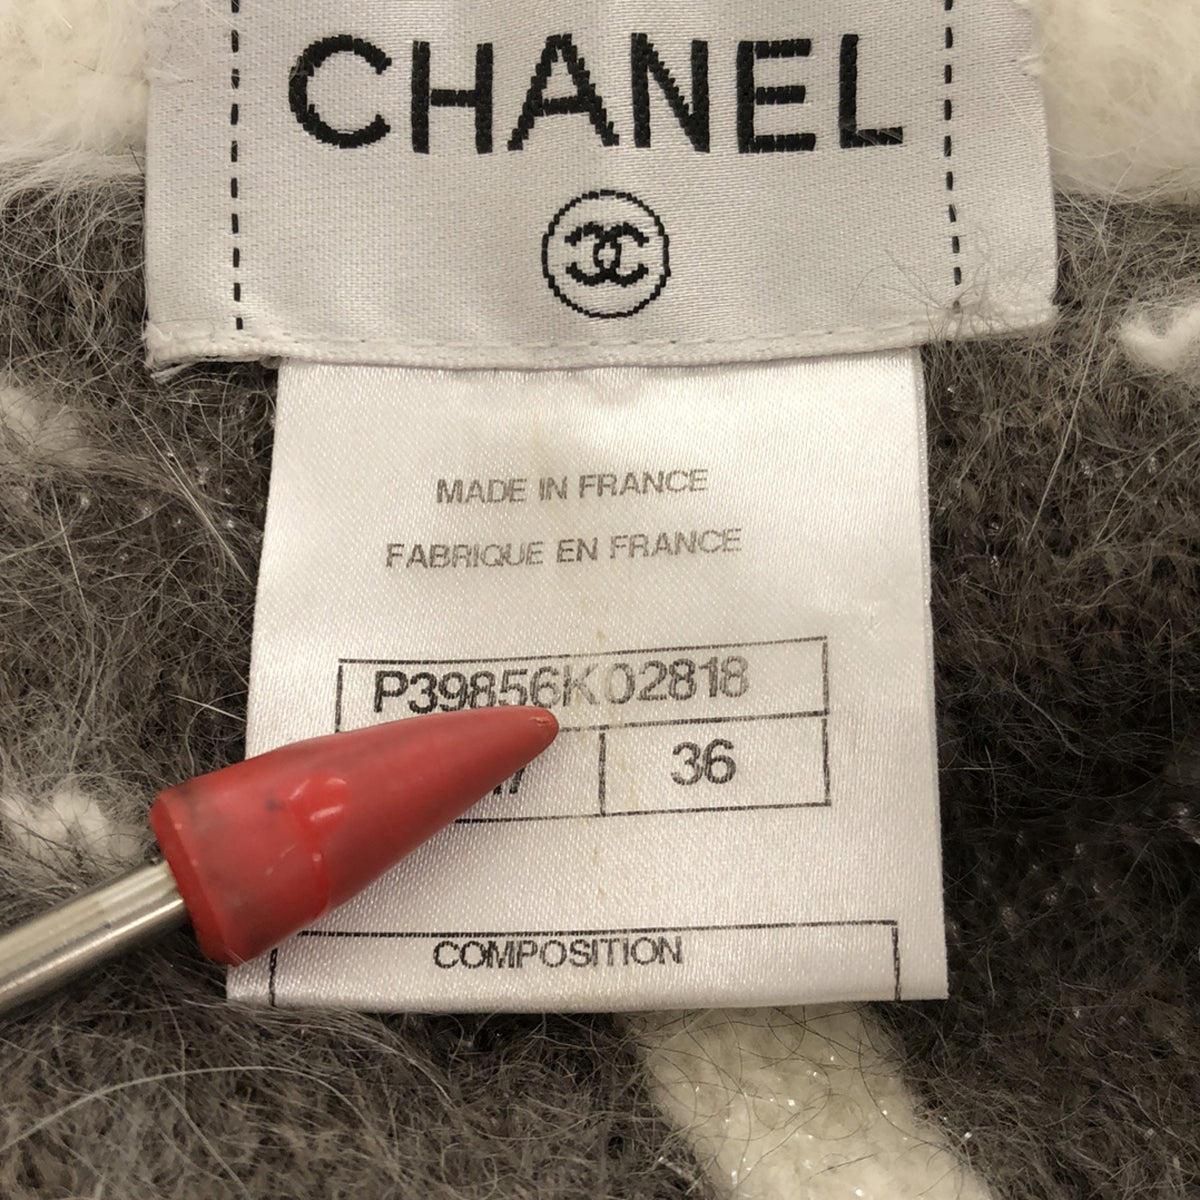 CHANEL
MADE IN FRANCE
FABRIQUE EN FRANCE
P39856K02818
36
COMPOSITION